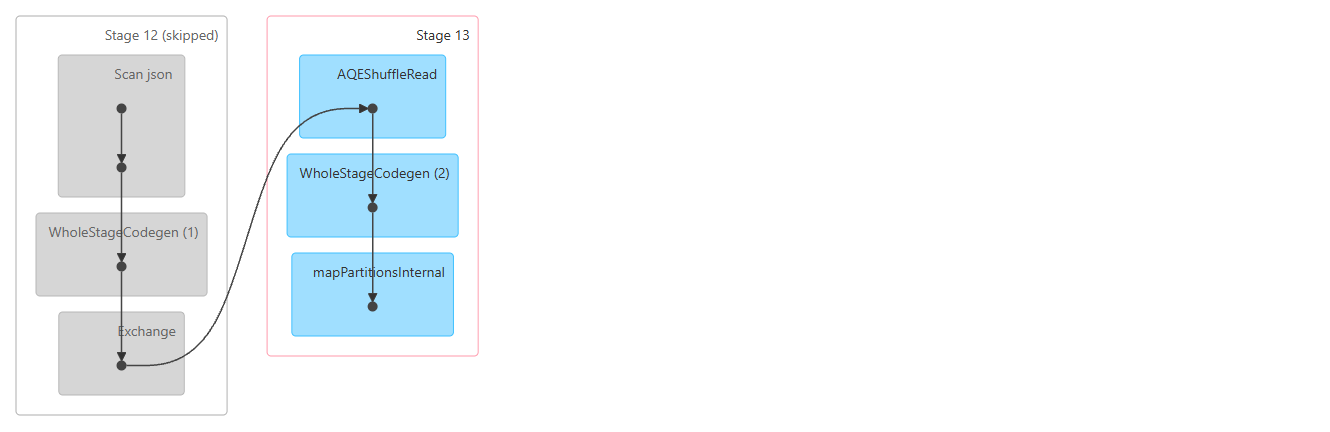 Stage 12 (skipped)
Scan json
WholeStageCodegen (1)
Exchange
Stage 13
AQEShuffleRead
WholeStageCodegen (2)
mapPartitionsInternal